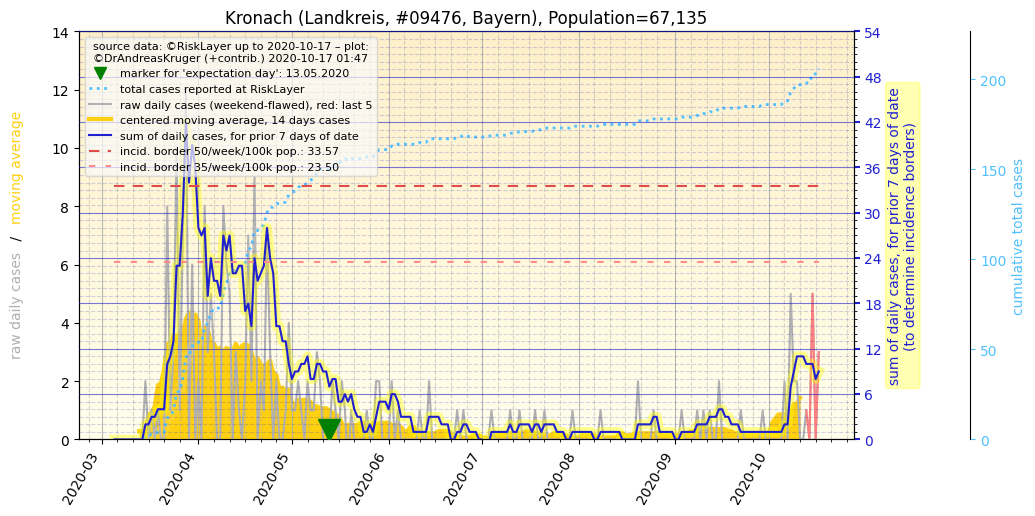 Kronach (Landkreis, #09476, Bayern), Population=67,135
source data: ©RiskLayer up to 2020-10-17 – plot:
©DrAndreasKruger (+contrib.) 2020-10-17 01:47
marker for 'expectation day': 13.05.2020
total cases reported at RiskLayer
raw daily cases (weekend-flawed), red: last 5
centered moving average, 14 days cases
sum of daily cases, for prior 7 days of date
incid. border 50/week/100k pop.: 33.57
incid. border 35/week/100k pop.: 23.50
raw daily cases / moving average
14
12
10
8
6
4
2
0
2020-03
2020-04
2020-05
2020-06
2020-07
2020-08
2020-09
2020-10
54
48
42
36
30
24
18
12
6
0
sum of daily cases, for prior 7 days of date
(to determine incidence borders)
200
150
100
50
0
cumulative total cases